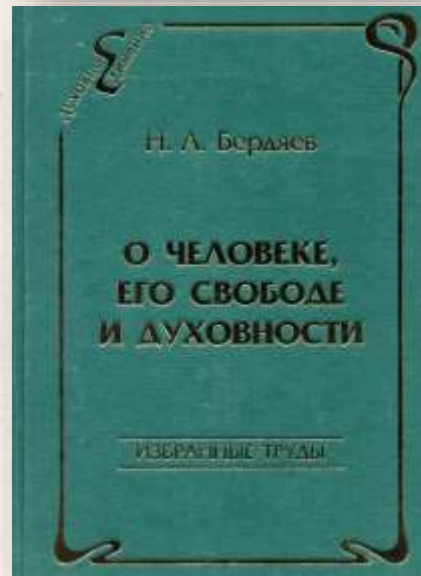 Н. А. Бердяев
О ЧЕЛОВЕКЕ,
ЕГО СВОБОДЕ
И ДУХОВНОСТИ
ИЗБРАННЫЕ ТРУДЫ